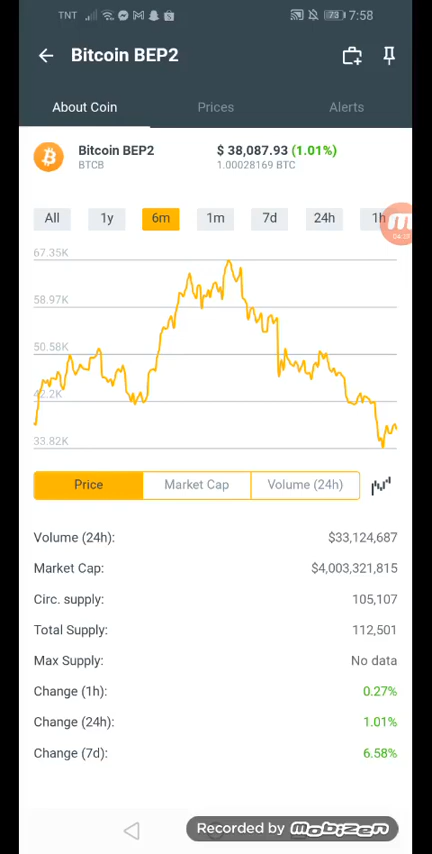 TNT 73 7:58
Bitcoin BEP2
About Coin Prices Alerts
Bitcoin BEP2 $ 38,087.93 (1.01%)
BTCB 1.00028169 BTC
All 1y 6m 1m 7d 24h 1h
67.35K
58.97K
50.58K
42.2K
33.82K
Price Market Cap Volume (24h)
Volume (24h): $33,124,687
Market Cap: $4,003,321,815
Circ. supply: 105,107
Total Supply: 112,501
Max Supply: No data
Change (1h): 0.27%
Change (24h): 1.01%
Change (7d): 6.58%
Recorded by Mobizen